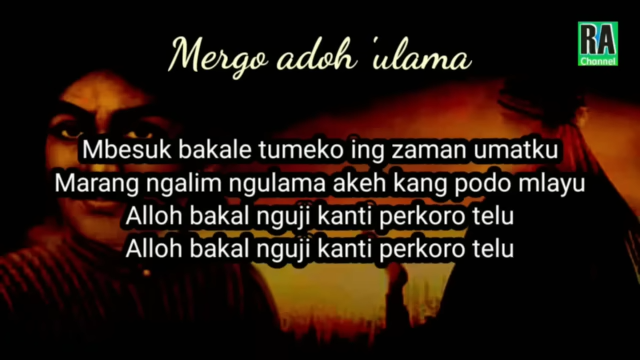 Mergo adoh 'ulama
RA
Channel
Mbesuk bakale tumeko ing zaman umatku
Marang ngalim ngulama akeh kang podo mlayu
Alloh bakal nguji kanti perkoro telu
Alloh bakal nguji kanti perkoro telu